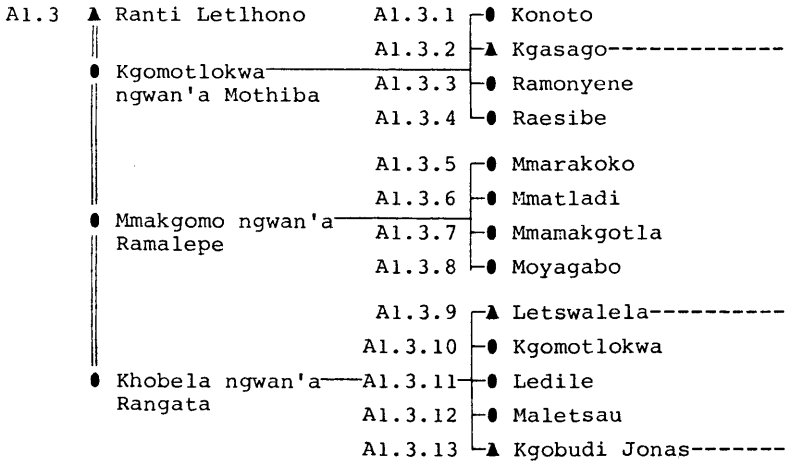 A1.3 Ranti Letlhono A1.3.1 Konoto
A1.3.2 Kgasago
Kgomotlokwa
ngwan'a Mothiba A1.3.3 Ramonyene
A1.3.4 Raesibe
A1.3.5 Mmarakoko
A1.3.6 Mmatladi
Mmakgomo ngwan'a
Ramalepe A1.3.7 Mmamakgotla
A1.3.8 Moyagabo
A1.3.9 Letswalela
A1.3.10 Kgomotlokwa
Khobela ngwan'a A1.3.11 Ledile
Rangata A1.3.12 Maletsau
A1.3.13 Kgobudi Jonas